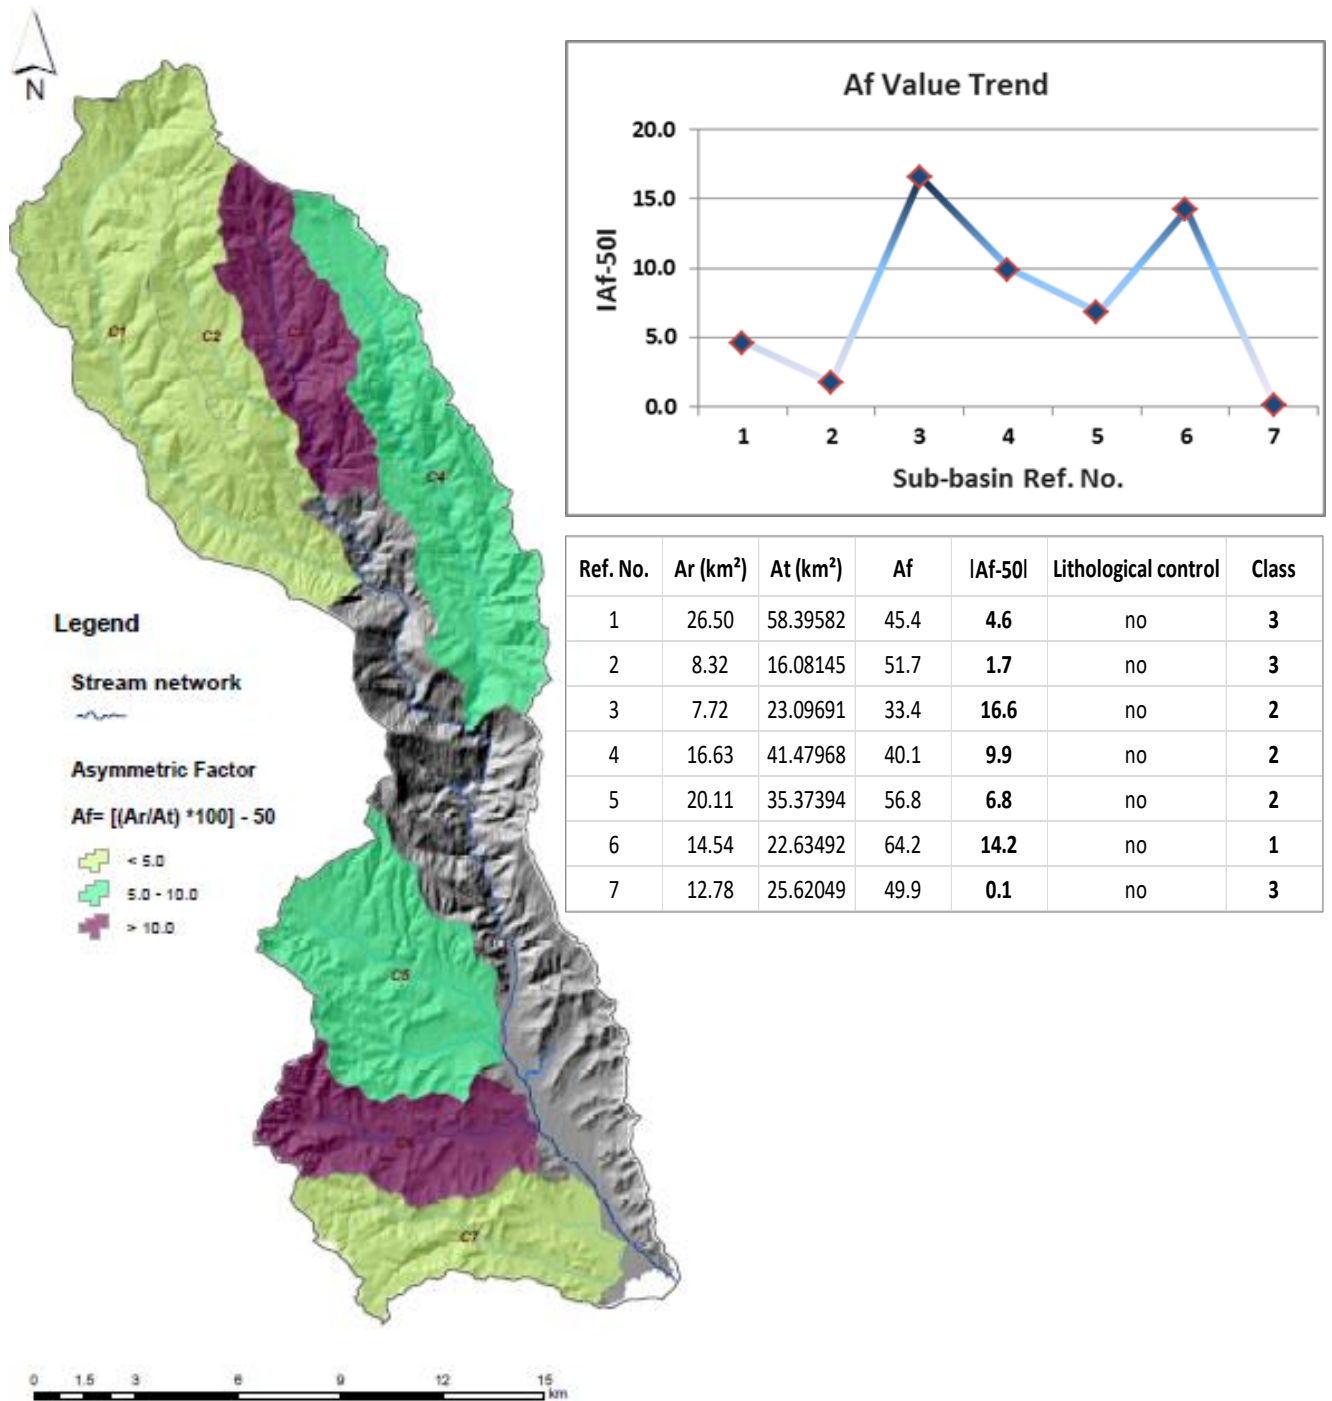 N
C1
C2
C3
C4
C5
C6
C7
Legend
Stream network
Asymmetric Factor
Af= [(Ar/At) *100] - 50
< 5.0
5.0 - 10.0
> 10.0
0 1.5 3 6 9 12 15
km
Af Value Trend
20.0
15.0
10.0
5.0
0.0
|Af-50|
1 2 3 4 5 6 7
Sub-basin Ref. No.
Ref. No. Ar (km²) At (km²) Af |Af-50| Lithological control Class
1 26.50 58.39582 45.4 4.6 no 3
2 8.32 16.08145 51.7 1.7 no 3
3 7.72 23.09691 33.4 16.6 no 2
4 16.63 41.47968 40.1 9.9 no 2
5 20.11 35.37394 56.8 6.8 no 2
6 14.54 22.63492 64.2 14.2 no 1
7 12.78 25.62049 49.9 0.1 no 3